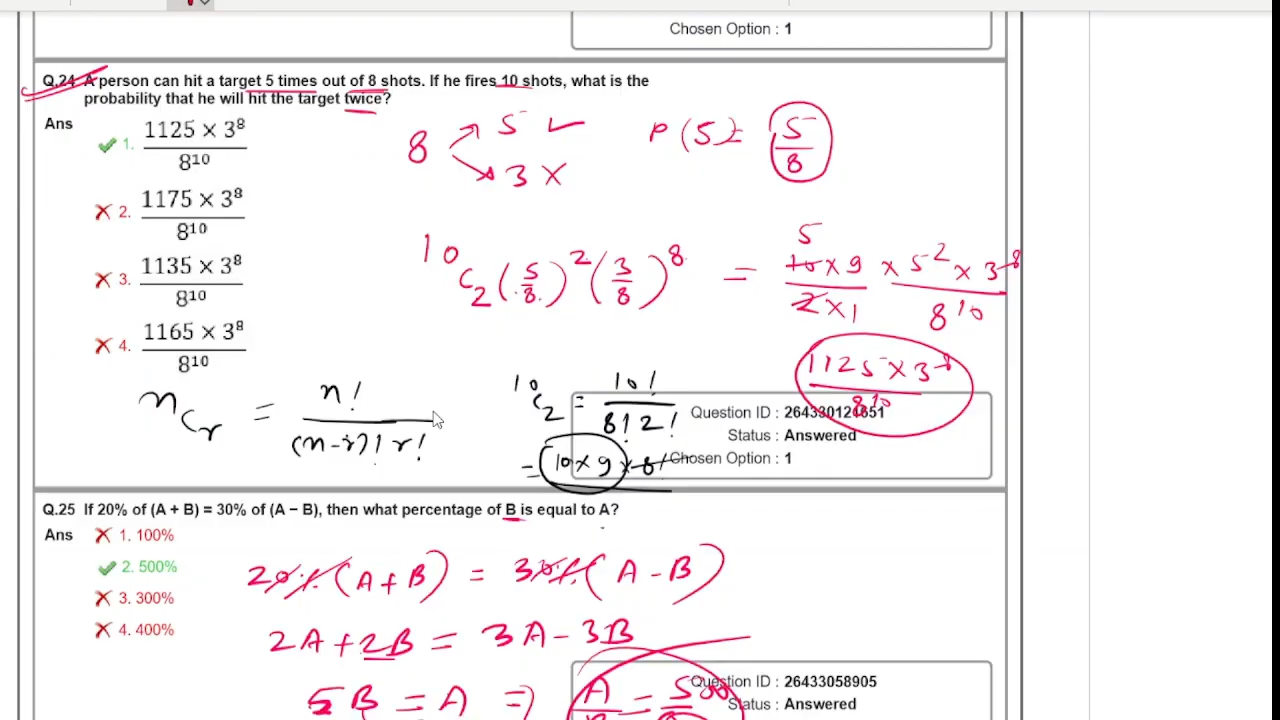 Chosen Option : 1
Q.24 A person can hit a target 5 times out of 8 shots. If he fires 10 shots, what is the
probability that he will hit the target twice?
Ans
1. 1125 × 3⁸ / 8¹⁰
2. 1175 × 3⁸ / 8¹⁰
3. 1135 × 3⁸ / 8¹⁰
4. 1165 × 3⁸ / 8¹⁰
8 → 5 ✓
→ 3 ×
P(5) = 5/8
¹⁰C₂ (5/8)² (3/8)⁸ = 10 × 9 / 2 × 1 × 5² × 3⁸ / 8¹⁰
5
1125 × 3⁸ / 8¹⁰
nCr = n! / (n-r)! r!
¹⁰C₂ = 10! / 8! 2!
= 10 × 9 × 8!
Question ID : 264330121651
Status : Answered
Chosen Option : 1
Q.25 If 20% of (A + B) = 30% of (A − B), then what percentage of B is equal to A?
Ans
1. 100%
2. 500%
3. 300%
4. 400%
20% (A + B) = 30% (A - B)
2A + 2B = 3A - 3B
5B = A ⇒ A/B = 500
Question ID : 26433058905
Status : Answered